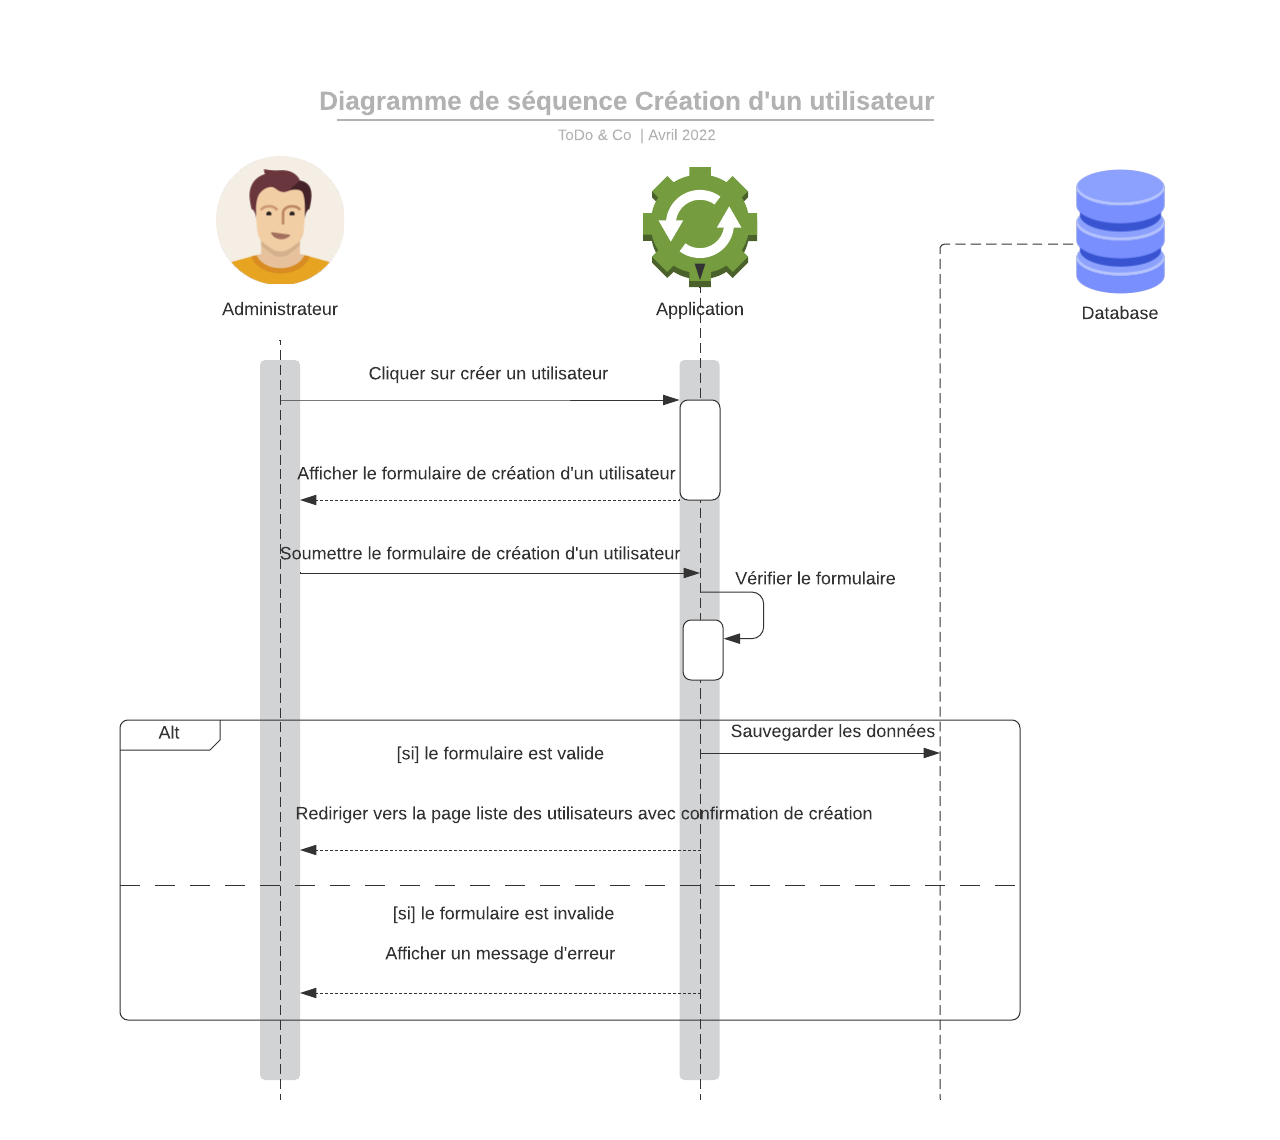 Diagramme de séquence Création d'un utilisateur
ToDo & Co | Avril 2022
Administrateur
Application
Database
Cliquer sur créer un utilisateur
Afficher le formulaire de création d'un utilisateur
Soumettre le formulaire de création d'un utilisateur
Vérifier le formulaire
Alt
Sauvegarder les données
[si] le formulaire est valide
Rediriger vers la page liste des utilisateurs avec confirmation de création
[si] le formulaire est invalide
Afficher un message d'erreur